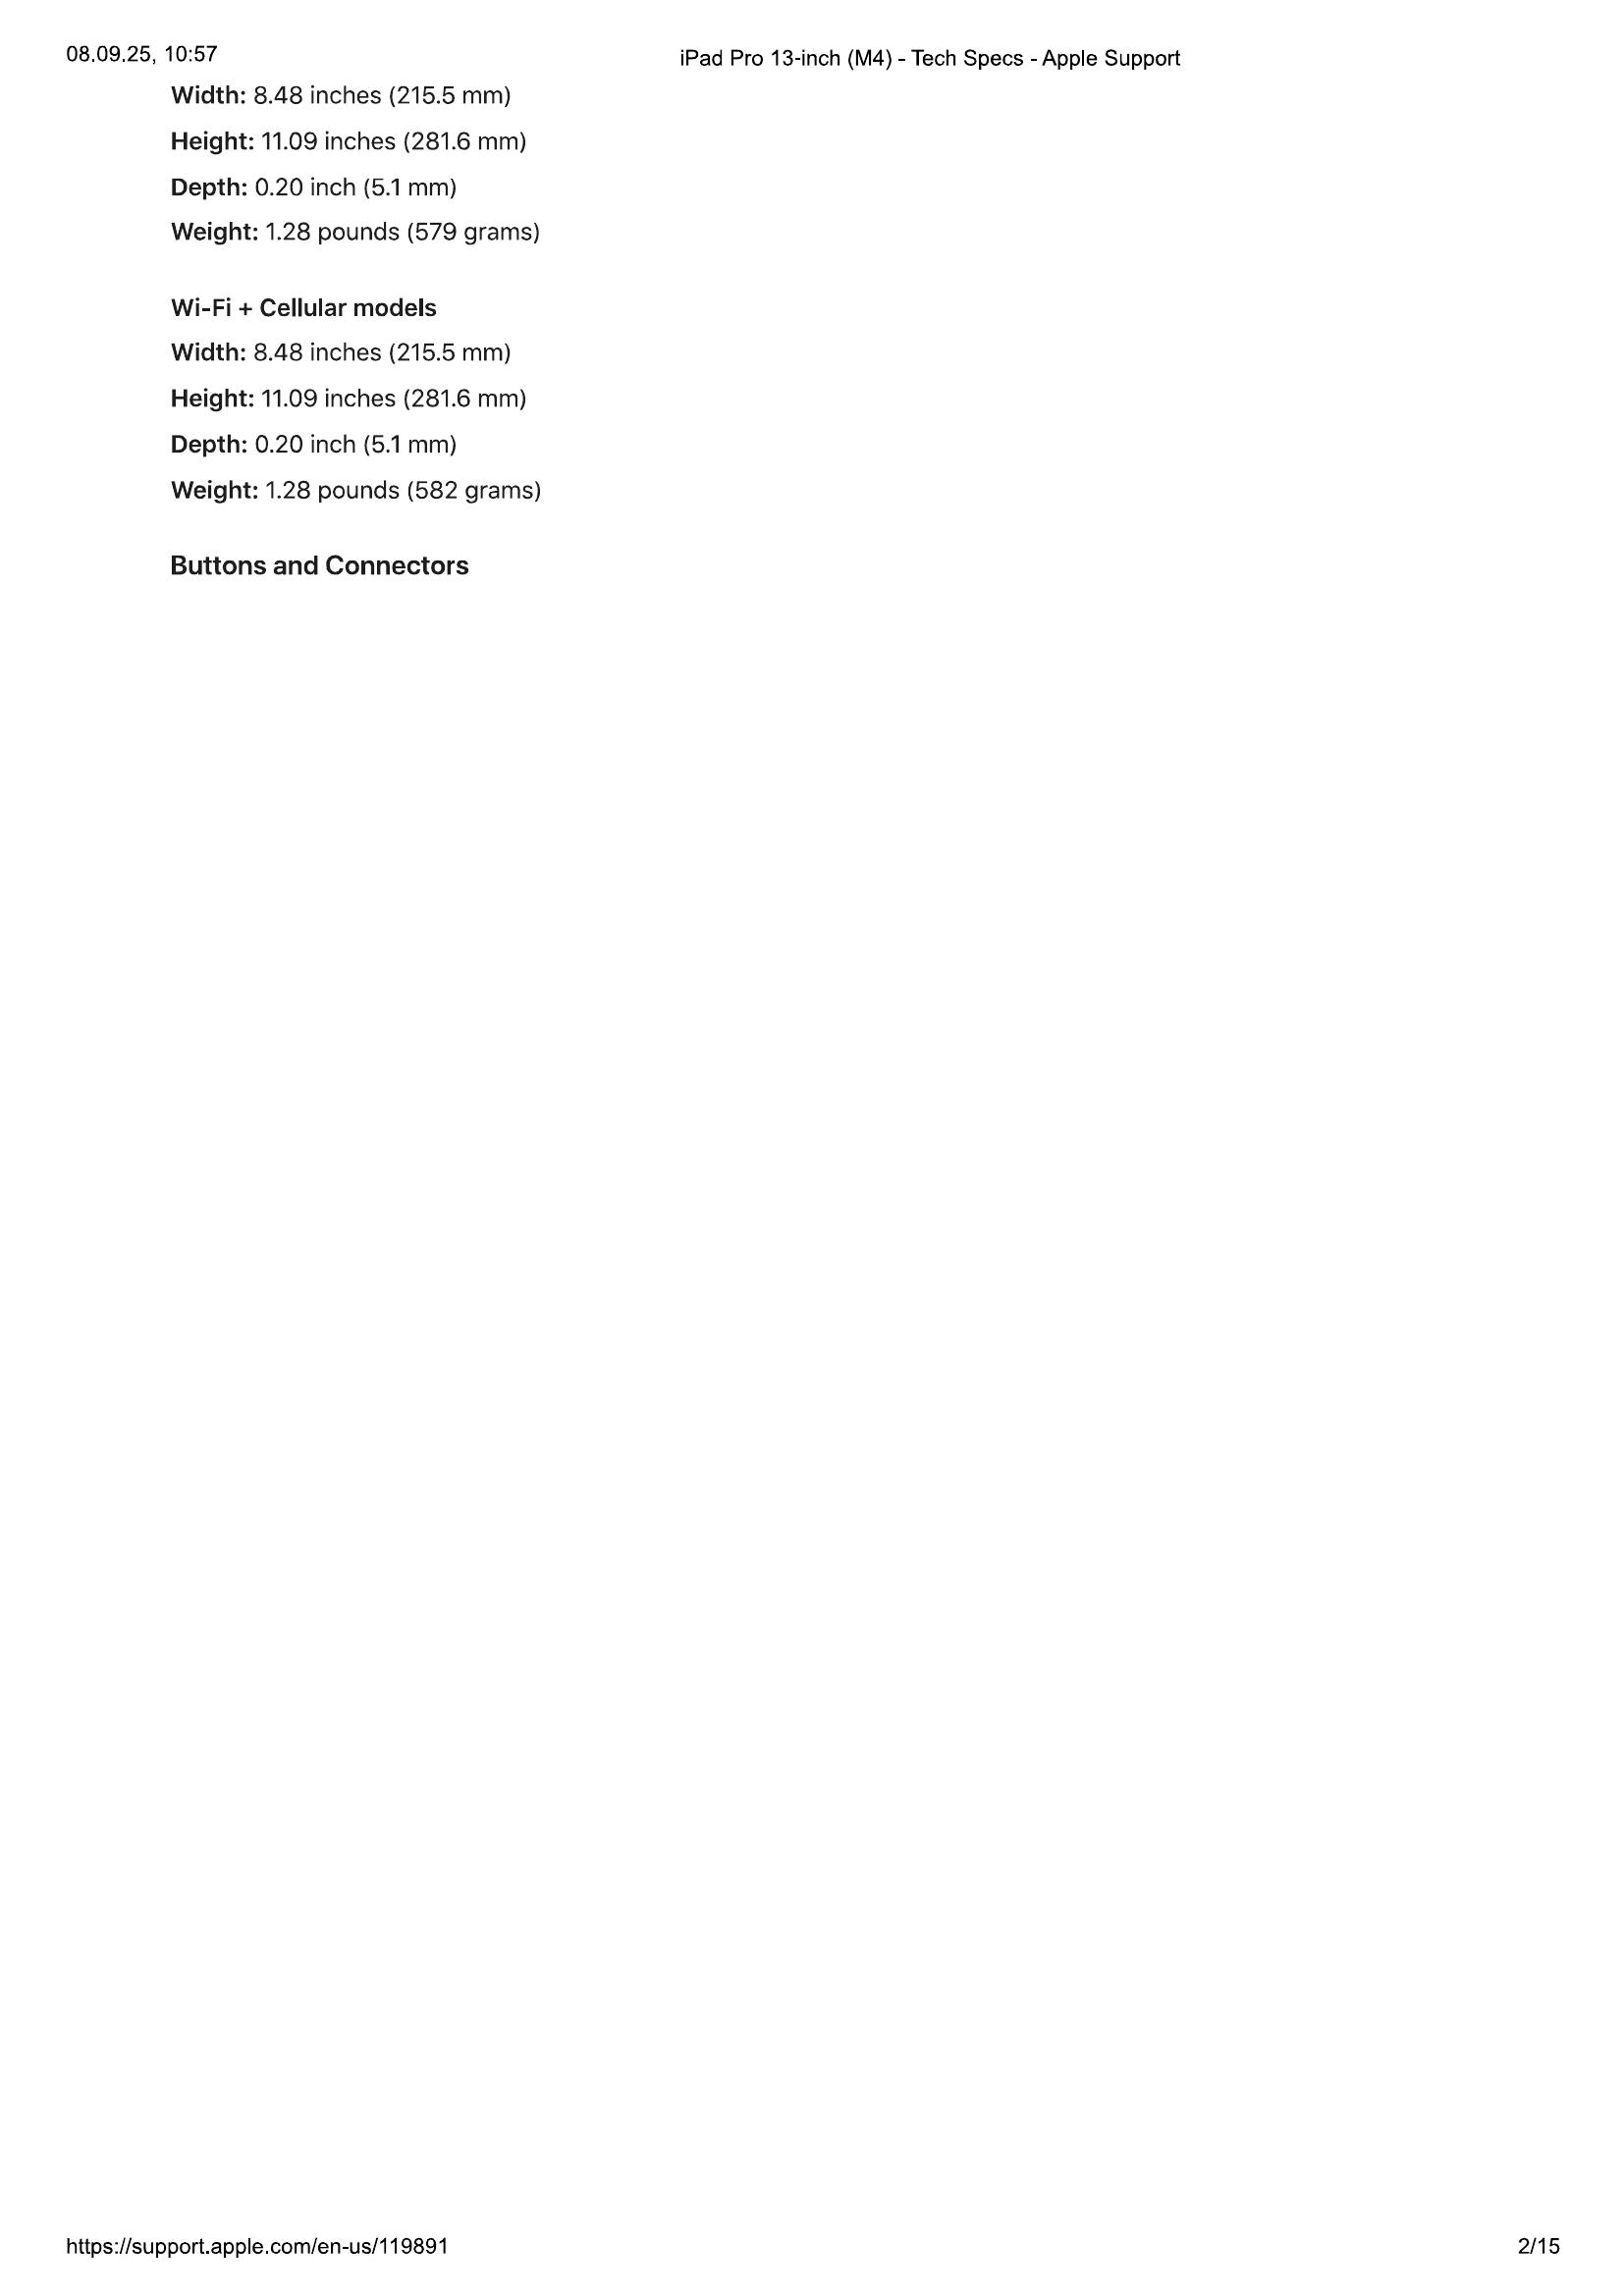 08.09.25, 10:57
iPad Pro 13-inch (M4) - Tech Specs - Apple Support
Width: 8.48 inches (215.5 mm)
Height: 11.09 inches (281.6 mm)
Depth: 0.20 inch (5.1 mm)
Weight: 1.28 pounds (579 grams)
Wi-Fi + Cellular models
Width: 8.48 inches (215.5 mm)
Height: 11.09 inches (281.6 mm)
Depth: 0.20 inch (5.1 mm)
Weight: 1.28 pounds (582 grams)
Buttons and Connectors
https://support.apple.com/en-us/119891
2/15